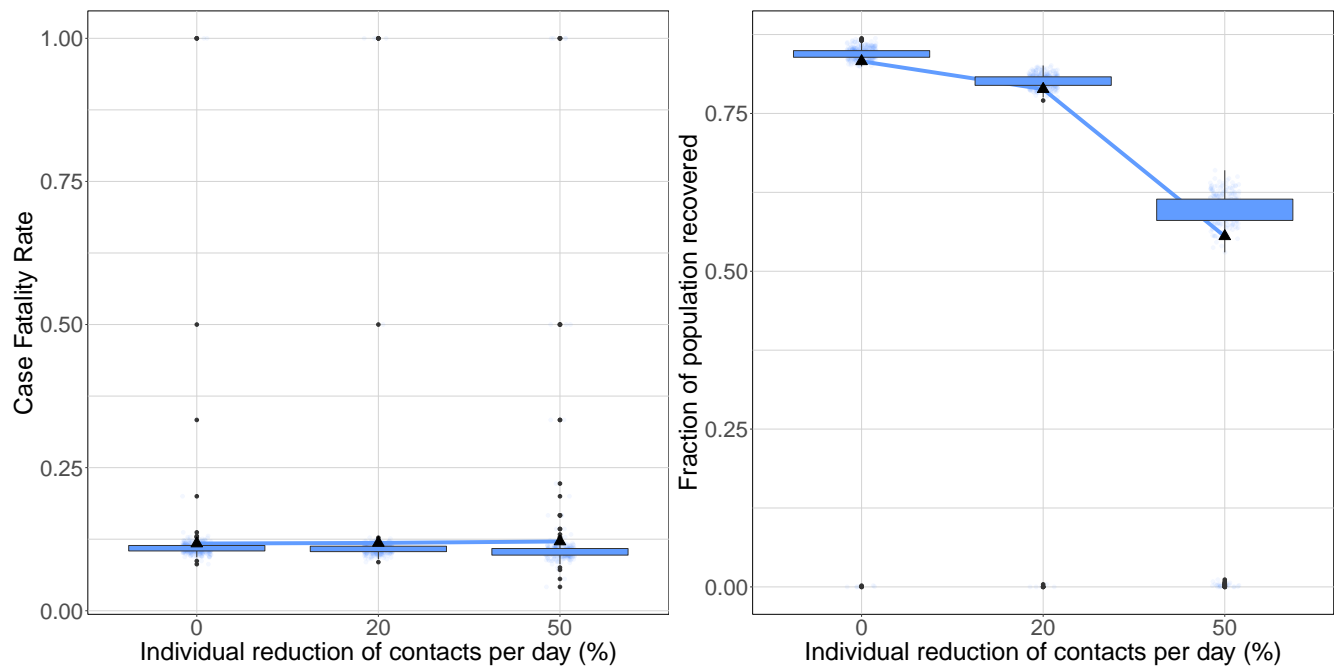 Case Fatality Rate
1.00
0.75
0.50
0.25
0.00
0 20 50
Individual reduction of contacts per day (%)
Fraction of population recovered
0.75
0.50
0.25
0.00
0 20 50
Individual reduction of contacts per day (%)